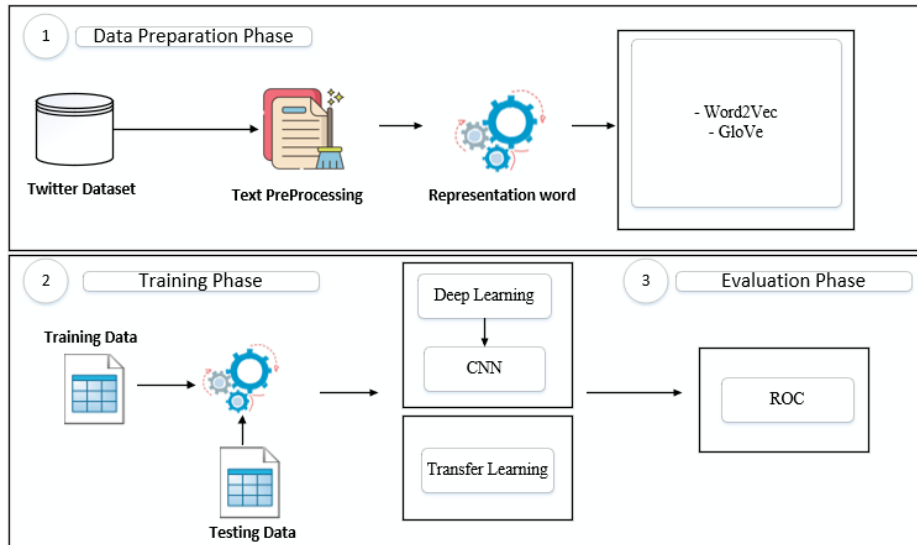 1
Data Preparation Phase
Twitter Dataset
Text PreProcessing
Representation word
- Word2Vec
- GloVe
2
Training Phase
Training Data
Testing Data
Deep Learning
CNN
Transfer Learning
3
Evaluation Phase
ROC